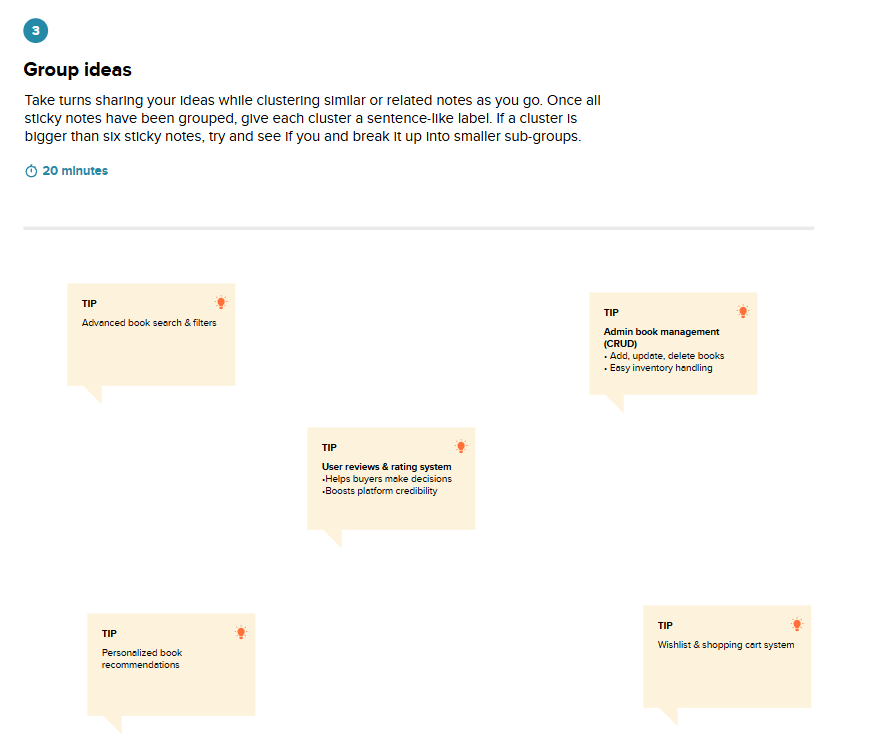 3
Group ideas
Take turns sharing your ideas while clustering similar or related notes as you go. Once all
sticky notes have been grouped, give each cluster a sentence-like label. If a cluster is
bigger than six sticky notes, try and see if you and break it up into smaller sub-groups.
20 minutes
TIP
Advanced book search & filters
TIP
Admin book management
(CRUD)
• Add, update, delete books
• Easy inventory handling
TIP
User reviews & rating system
•Helps buyers make decisions
•Boosts platform credibility
TIP
Personalized book
recommendations
TIP
Wishlist & shopping cart system